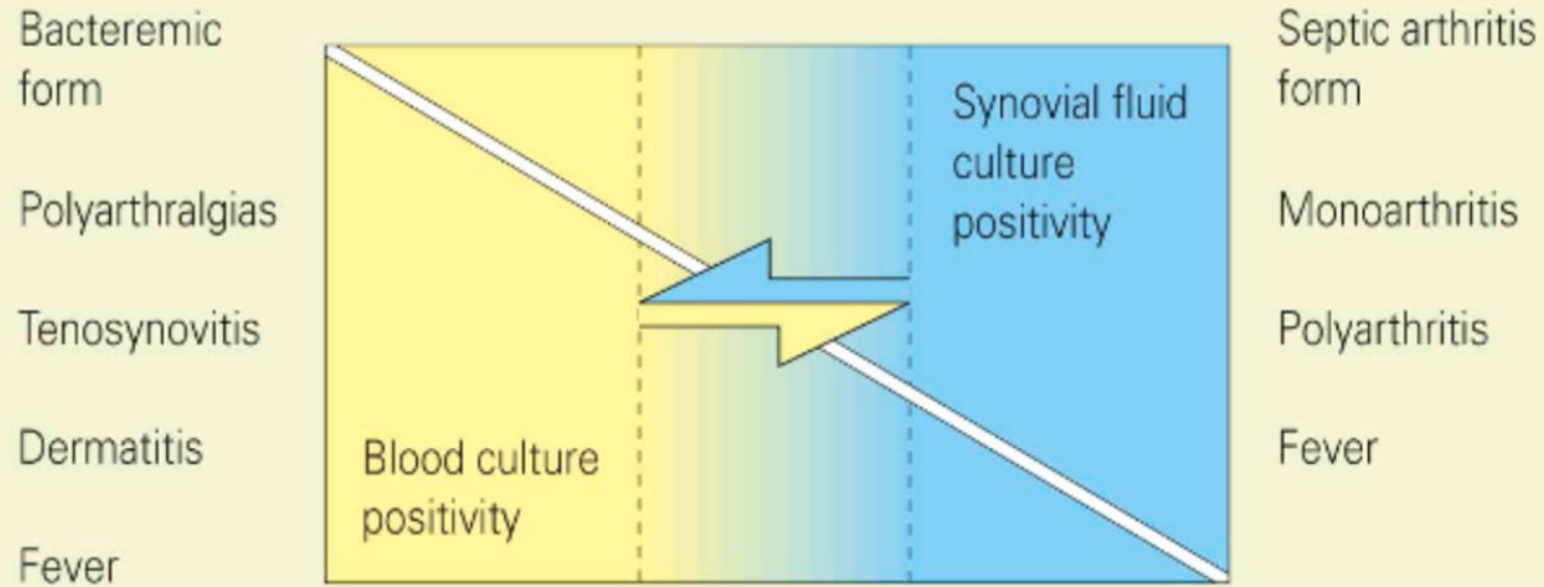 Bacteremic
form
Polyarthralgias
Tenosynovitis
Dermatitis
Fever
Blood culture
positivity
Synovial fluid
culture
positivity
Septic arthritis
form
Monoarthritis
Polyarthritis
Fever